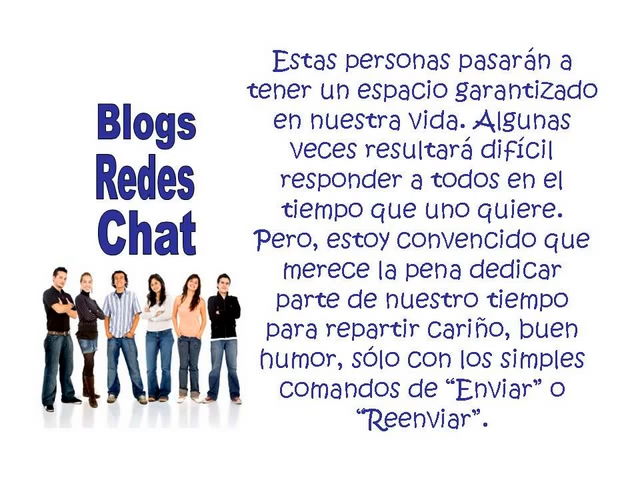 Blogs
Redes
Chat
Estas personas pasarán a
tener un espacio garantizado
en nuestra vida. Algunas
veces resultará difícil
responder a todos en el
tiempo que uno quiere.
Pero, estoy convencido que
merece la pena dedicar
parte de nuestro tiempo
para repartir cariño, buen
humor, sólo con los simples
comandos de “Enviar” o
“Reenviar”.